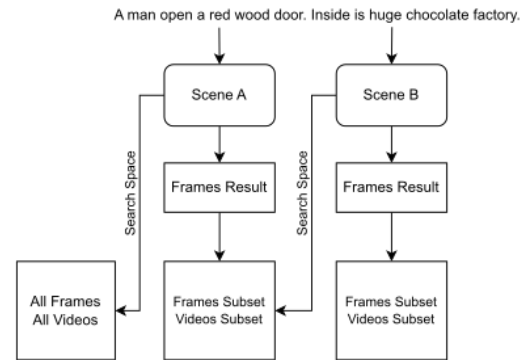 A man open a red wood door. Inside is huge chocolate factory.
Scene A
Scene B
Search Space
Search Space
Frames Result
Frames Result
All Frames
All Videos
Frames Subset
Videos Subset
Frames Subset
Videos Subset